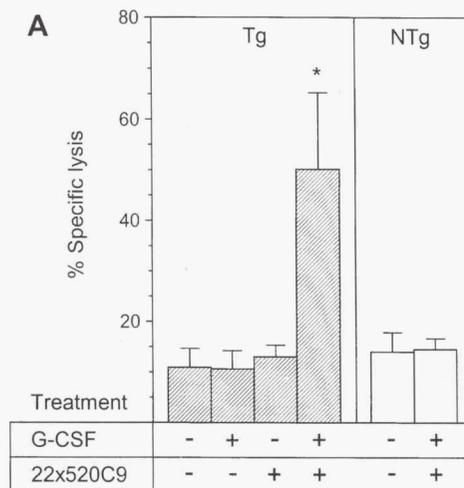 A
Tg NTg
*
80
60
40
20
% Specific lysis
Treatment
G-CSF - + - + - +
22x520C9 - - + + - +